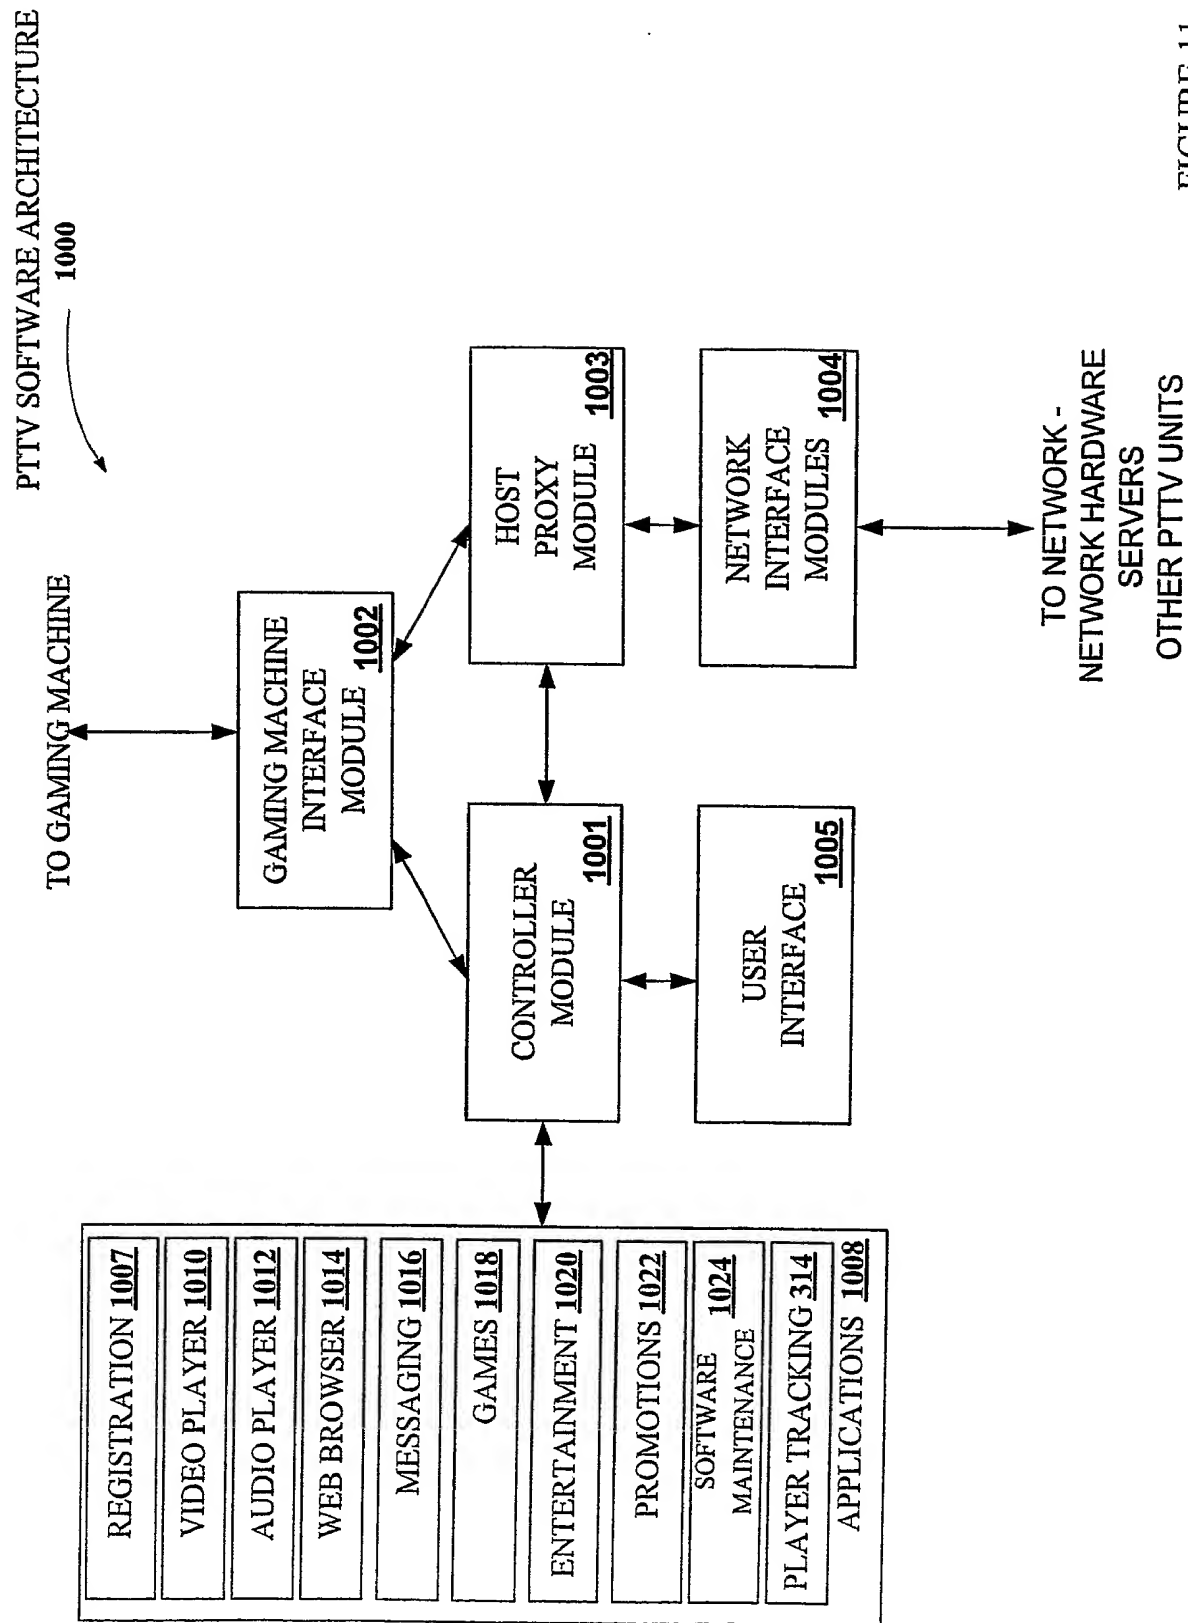 PTTV SOFTWARE ARCHITECTURE
1000
TO GAMING MACHINE
GAMING MACHINE
INTERFACE
MODULE 1002
HOST
PROXY
MODULE
1003
CONTROLLER
MODULE
1001
NETWORK
INTERFACE
MODULES
1004
USER
INTERFACE
1005
TO NETWORK -
NETWORK HARDWARE
SERVERS
OTHER PTTV UNITS
REGISTRATION 1007
VIDEO PLAYER 1010
AUDIO PLAYER 1012
WEB BROWSER 1014
MESSAGING 1016
GAMES 1018
ENTERTAINMENT 1020
PROMOTIONS 1022
SOFTWARE
MAINTENANCE
1024
PLAYER TRACKING 314
APPLICATIONS 1008
FIGURE 11